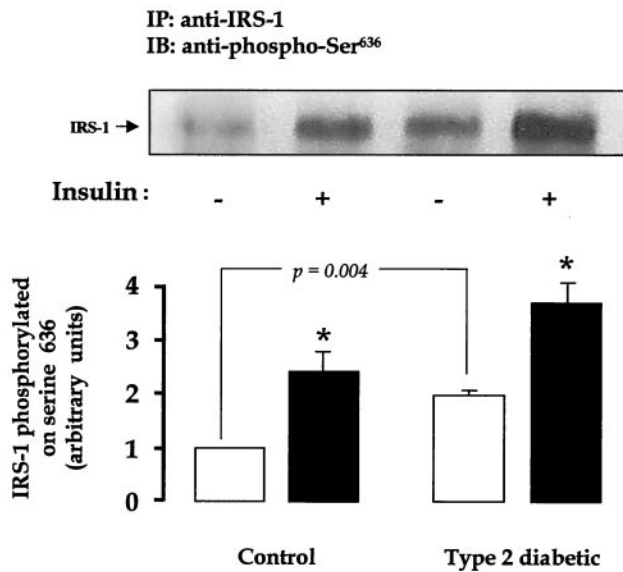 IP: anti-IRS-1
IB: anti-phospho-Ser636
IRS-1
Insulin : - + - +
IRS-1 phosphorylated
on serine 636
(arbitrary units)
4
3
2
1
0
p = 0.004
*
*
Control Type 2 diabetic